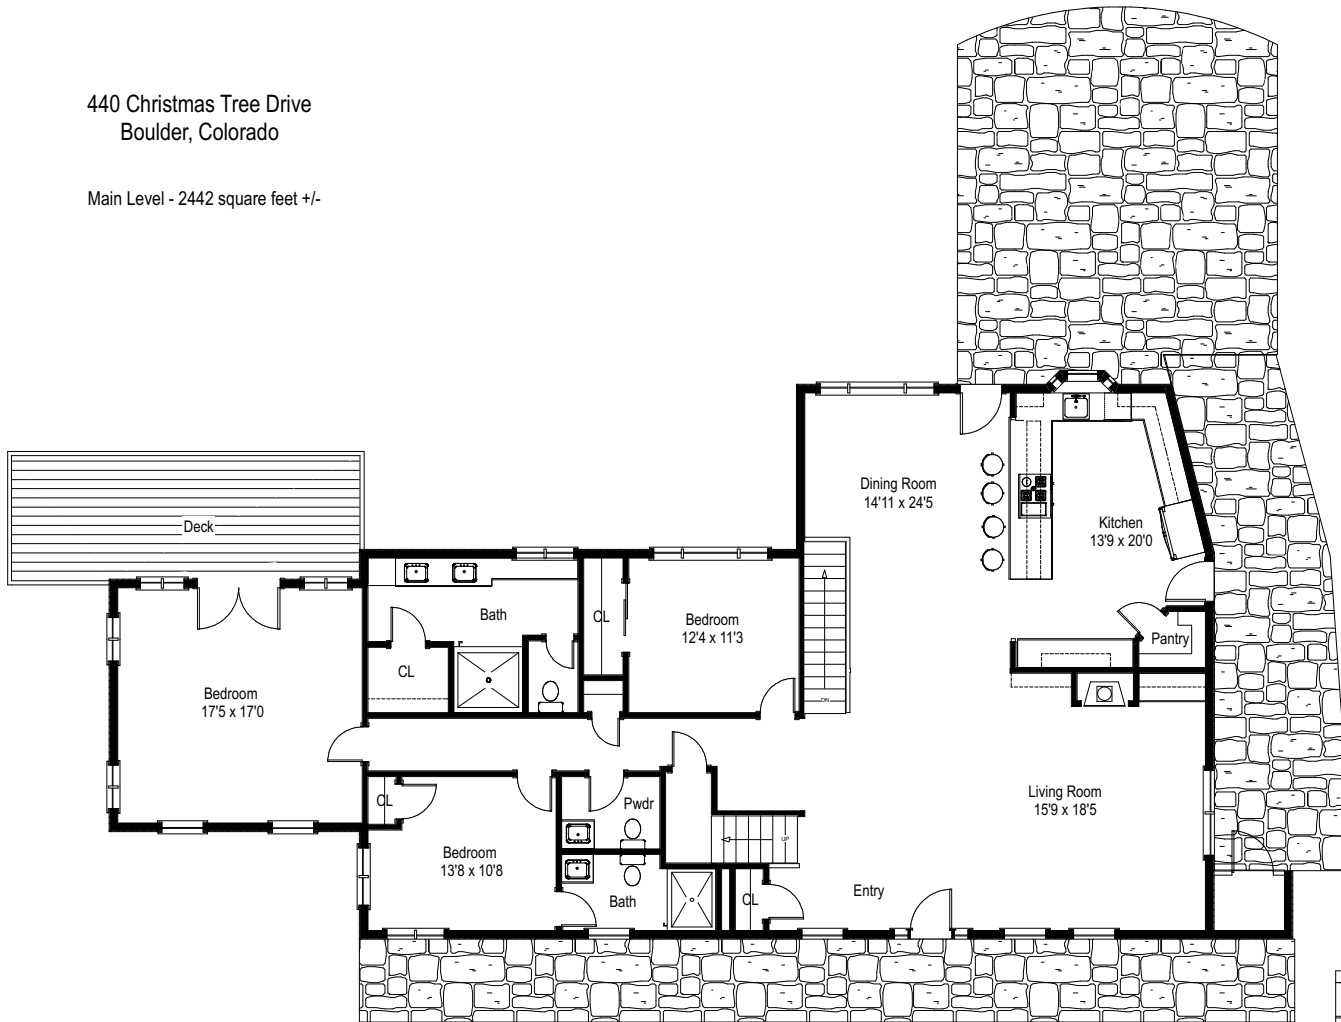 440 Christmas Tree Drive
Boulder, Colorado
Main Level - 2442 square feet +/-
Dining Room
14'11 x 24'5
Kitchen
13'9 x 20'0
Deck
Bath
CL
Bedroom
12'4 x 11'3
Pantry
CL
Bedroom
17'5 x 17'0
DN
Living Room
15'9 x 18'5
CL
Pwdr
UP
Bedroom
13'8 x 10'8
Bath
CL
Entry